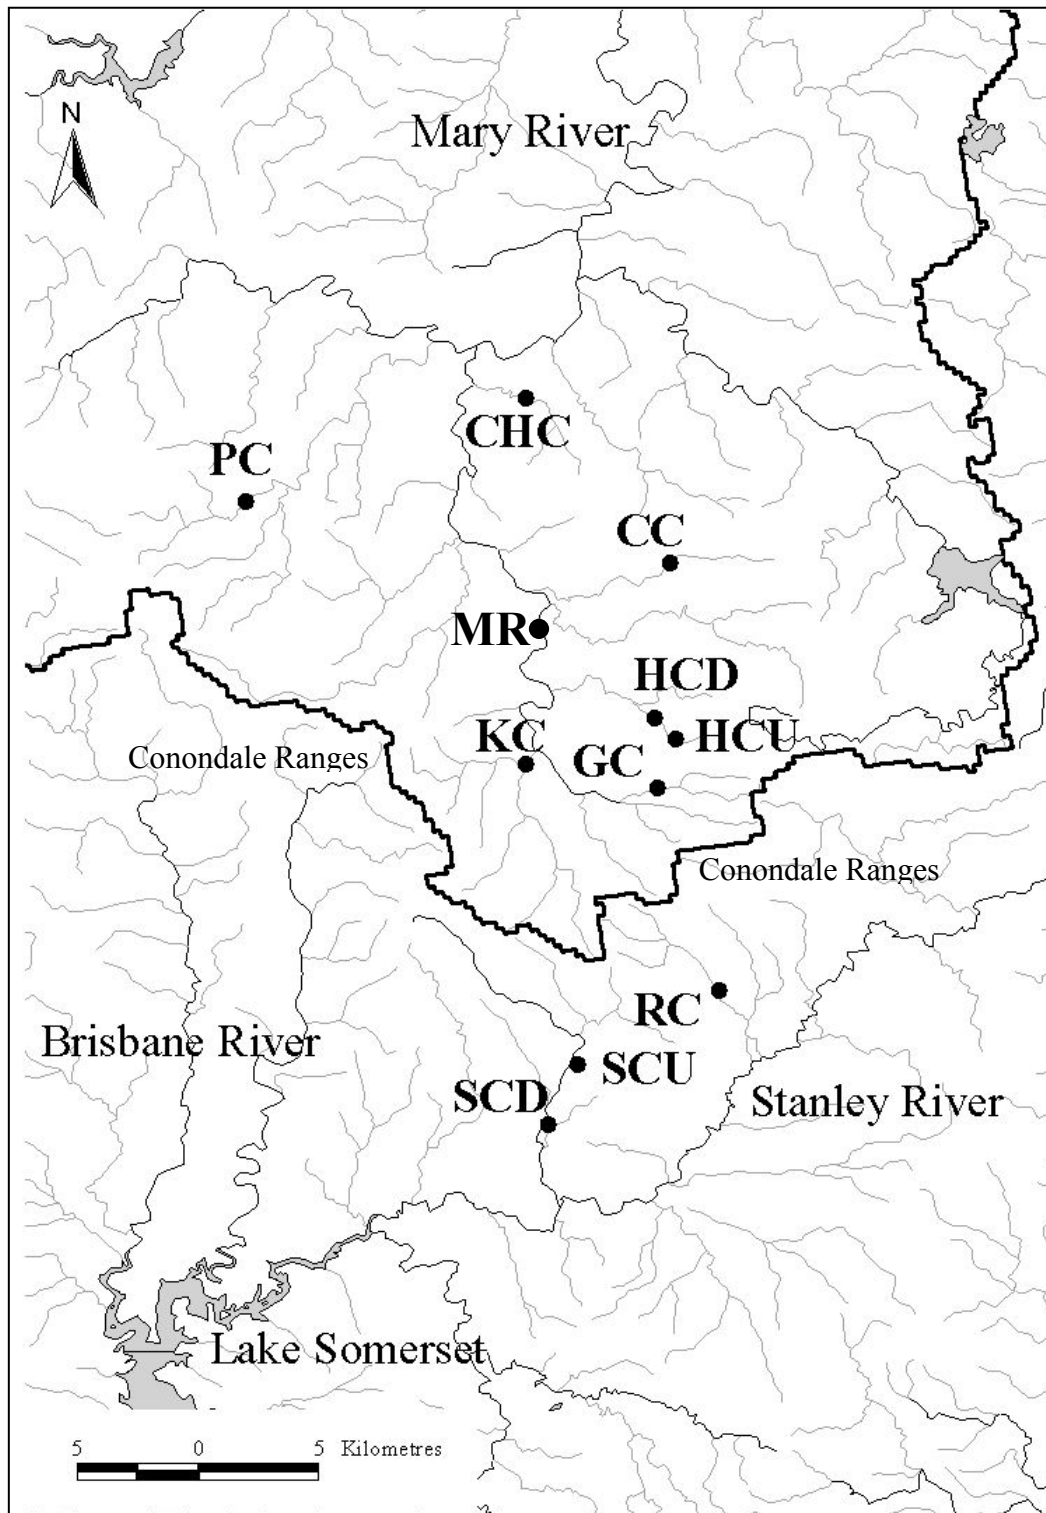 N
Mary River
CHC
PC
CC
MR
HCD
KC
HCU
GC
Conondale Ranges
Conondale Ranges
RC
Brisbane River
SCU
SCD
Stanley River
Lake Somerset
5 0 5 Kilometres